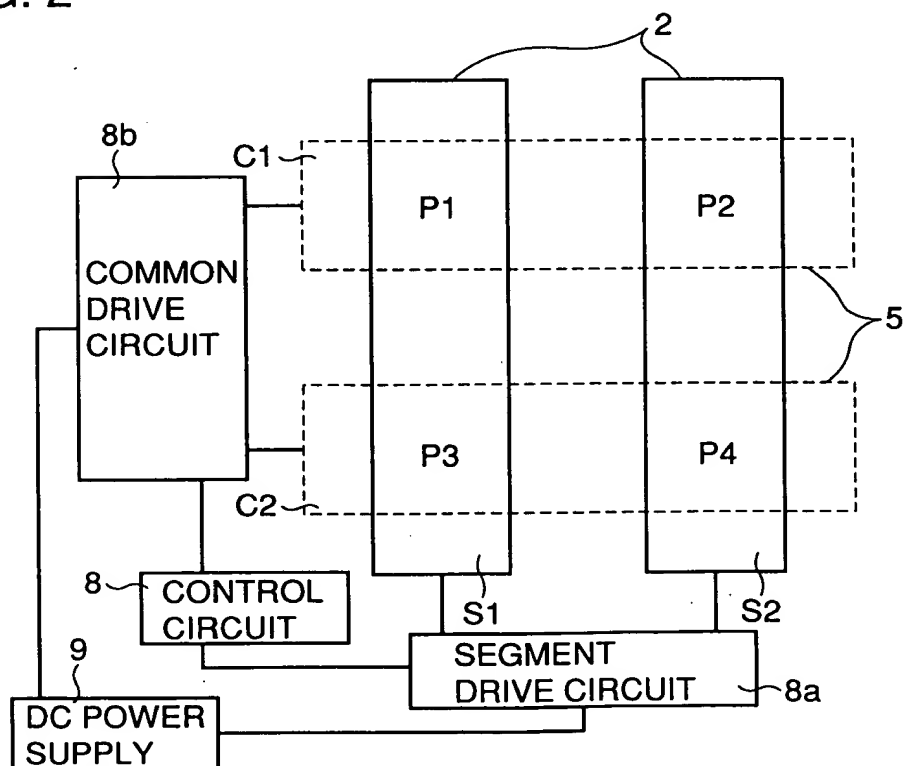 2
8b
C1
P1
P2
COMMON
DRIVE
CIRCUIT
5
P3
P4
C2
8
CONTROL
CIRCUIT
S1
S2
9
SEGMENT
DRIVE CIRCUIT
8a
DC POWER
SUPPLY